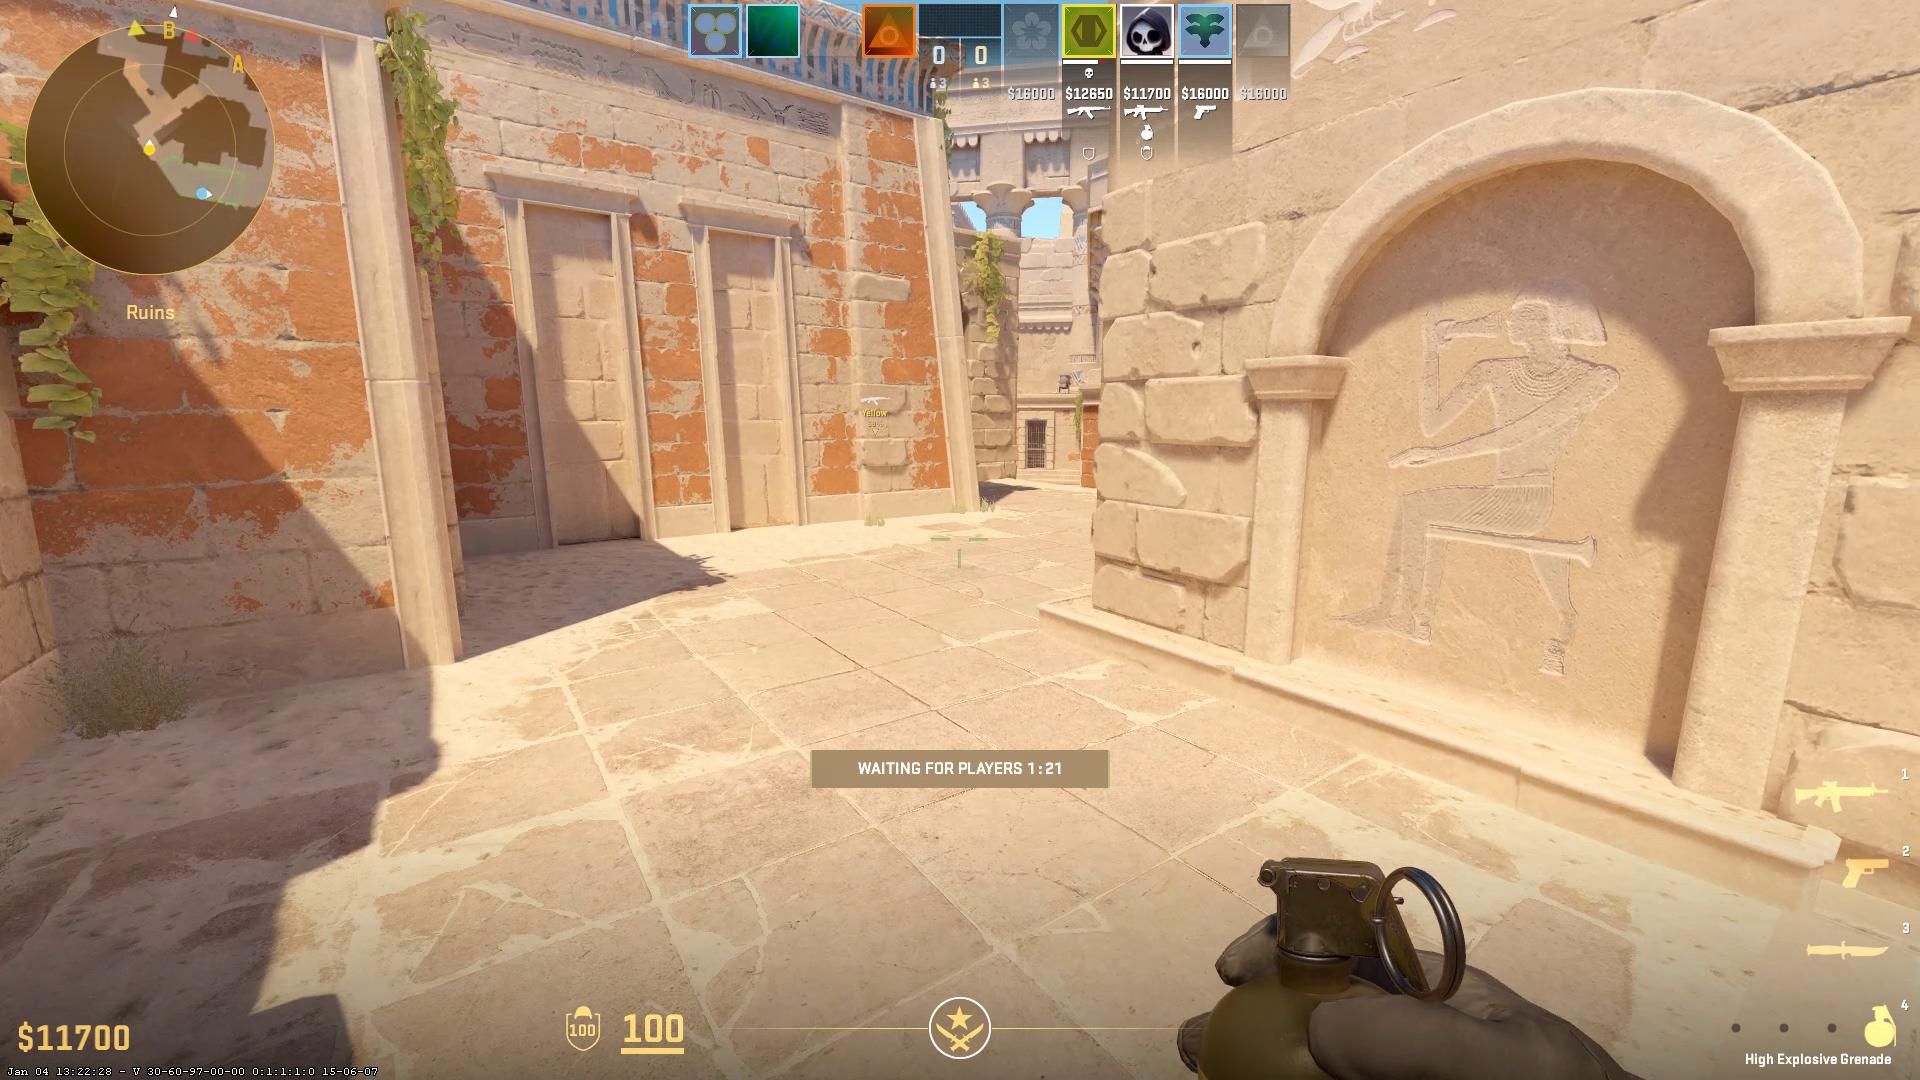 B
A
Ruins
0 0
3 3
$16000 $12650 $11700 $16000 $16000
Yellow
WAITING FOR PLAYERS 1:21
1
2
3
4
High Explosive Grenade
$11700
100
100
Jan 04 13:22:28 - V 30-60-97-00-00 0:1:1:1:0 15-06-07